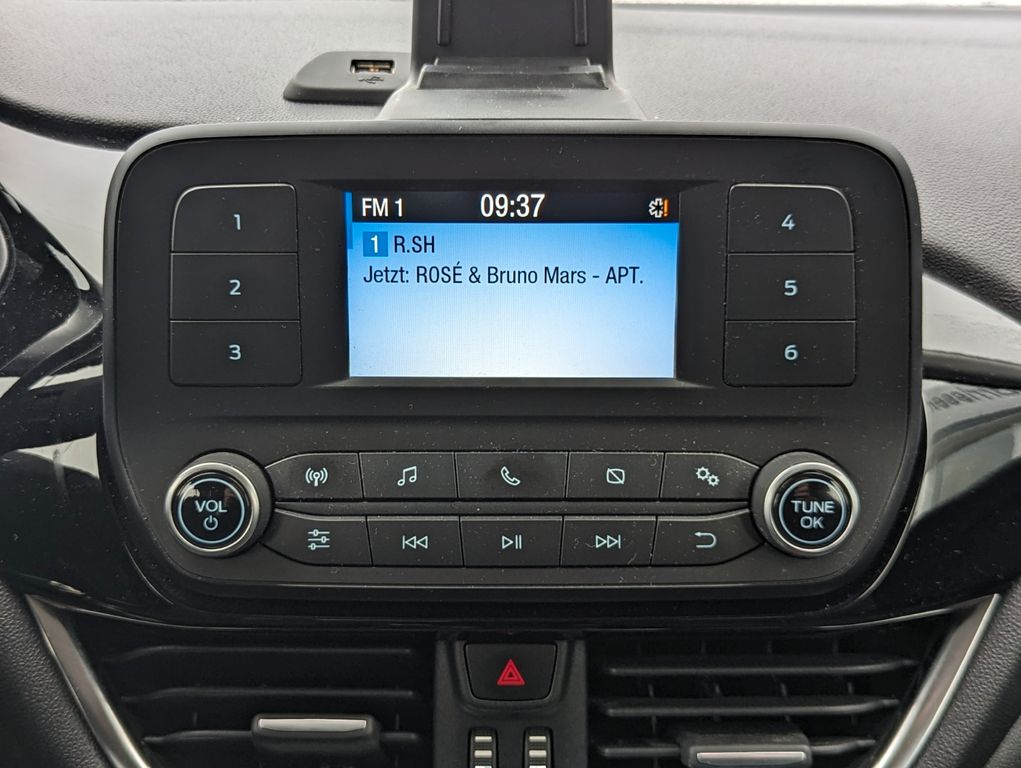 FM 1 09:37
1 R.SH
Jetzt: ROSÉ & Bruno Mars - APT.
1
2
3
4
5
6
VOL
TUNE
OK